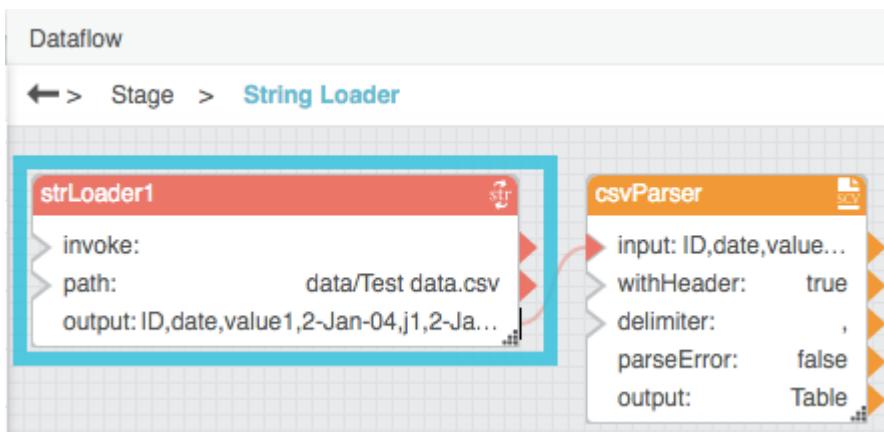 Dataflow
> Stage > String Loader
strLoader1 str
invoke:
path: data/Test data.csv
output: ID,date,value1,2-Jan-04,j1,2-Ja...
csvParser SCV
input: ID,date,value...
withHeader: true
delimiter: ,
parseError: false
output: Table